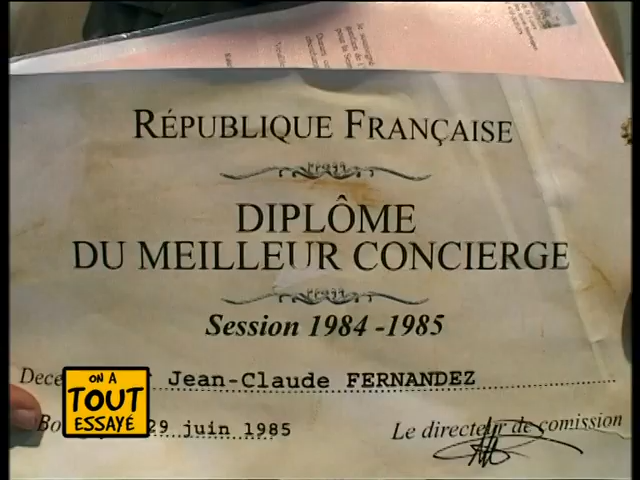 RÉPUBLIQUE FRANÇAISE
DIPLÔME
DU MEILLEUR CONCIERGE
Session 1984 -1985
Jean-Claude FERNANDEZ
29 juin 1985
Le directeur de comission
ON A
TOUT
ESSAYÉ